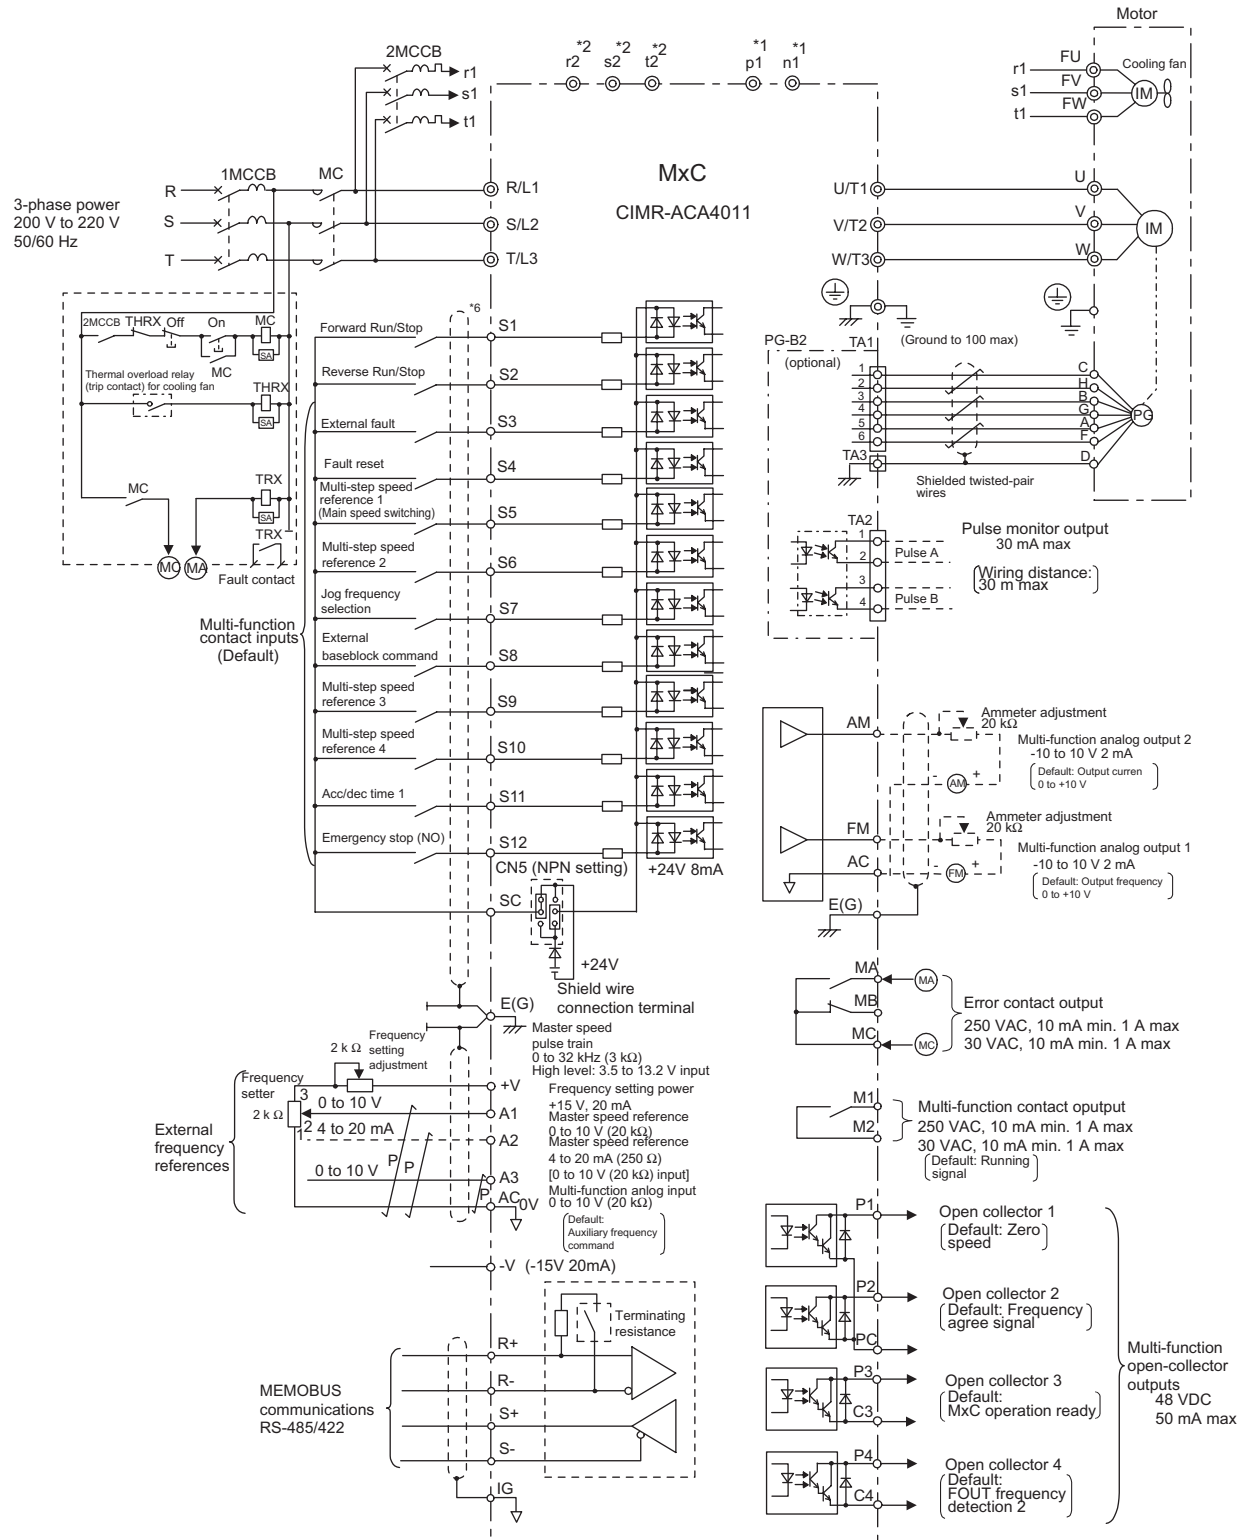 Motor
2MCCB
r1
s1
t1
*2
r2
*2
s2
*2
t2
*1
p1
*1
n1
r1
s1
t1
FU
FV
FW
Cooling fan
IM
3-phase power
200 V to 220 V
50/60 Hz
R
S
T
1MCCB
MC
R/L1
S/L2
T/L3
MxC
CIMR-ACA4011
U/T1
V/T2
W/T3
U
V
W
IM
(Ground to 100 max)
2MCCB THRX Off
On
MC
SA
MC
Thermal overload relay
(trip contact) for cooling fan
THRX
SA
MC
TRX
SA
TRX
MC
MA
Fault contact
*6
Forward Run/Stop
S1
Reverse Run/Stop
S2
External fault
S3
Fault reset
S4
Multi-step speed
reference 1
(Main speed switching)
S5
Multi-step speed
reference 2
S6
Jog frequency
selection
S7
External
baseblock command
S8
Multi-step speed
reference 3
S9
Multi-step speed
reference 4
S10
Acc/dec time 1
S11
Emergency stop (NO)
S12
Multi-function
contact inputs
(Default)
CN5 (NPN setting)
+24V 8mA
SC
+24V
Shield wire
connection terminal
E(G)
PG-B2
(optional)
TA1
1
2
3
4
5
6
TA3
C
H
B
G
A
F
D
PG
Shielded twisted-pair
wires
TA2
1
2
3
4
Pulse A
Pulse B
Pulse monitor output
30 mA max
(Wiring distance:
30 m max)
AM
Ammeter adjustment
20 kΩ
Multi-function analog output 2
-10 to 10 V 2 mA
Default: Output curren
0 to +10 V
- AM +
FM
Ammeter adjustment
20 kΩ
Multi-function analog output 1
-10 to 10 V 2 mA
Default: Output frequency
0 to +10 V
AC
- FM +
E(G)
MA
MA
MB
MC
MC
Error contact output
250 VAC, 10 mA min. 1 A max
30 VAC, 10 mA min. 1 A max
M1
M2
Multi-function contact oputput
250 VAC, 10 mA min. 1 A max
30 VAC, 10 mA min. 1 A max
(Default: Running
signal)
Master speed
pulse train
0 to 32 kHz (3 kΩ)
High level: 3.5 to 13.2 V input
Frequency setting power
+15 V, 20 mA
Master speed reference
0 to 10 V (20 kΩ)
Master speed reference
4 to 20 mA (250 Ω)
[0 to 10 V (20 kΩ) input]
Multi-function anlog input
0 to 10 V (20 kΩ)
Default:
Auxiliary frequency
command
2 k Ω
Frequency
setting
adjustment
Frequency
setter
2 k Ω
3
2
1
0 to 10 V
4 to 20 mA
0 to 10 V
P
P
P
+V
A1
A2
A3
AC
0V
External
frequency
references
-V (-15V 20mA)
Terminating
resistance
R+
R-
S+
S-
IG
MEMOBUS
communications
RS-485/422
P1
Open collector 1
(Default: Zero
speed)
P2
Open collector 2
(Default: Frequency
agree signal)
PC
P3
Open collector 3
(Default:
MxC operation ready)
C3
P4
Open collector 4
(Default:
FOUT frequency
detection 2)
C4
Multi-function
open-collector
outputs
48 VDC
50 mA max